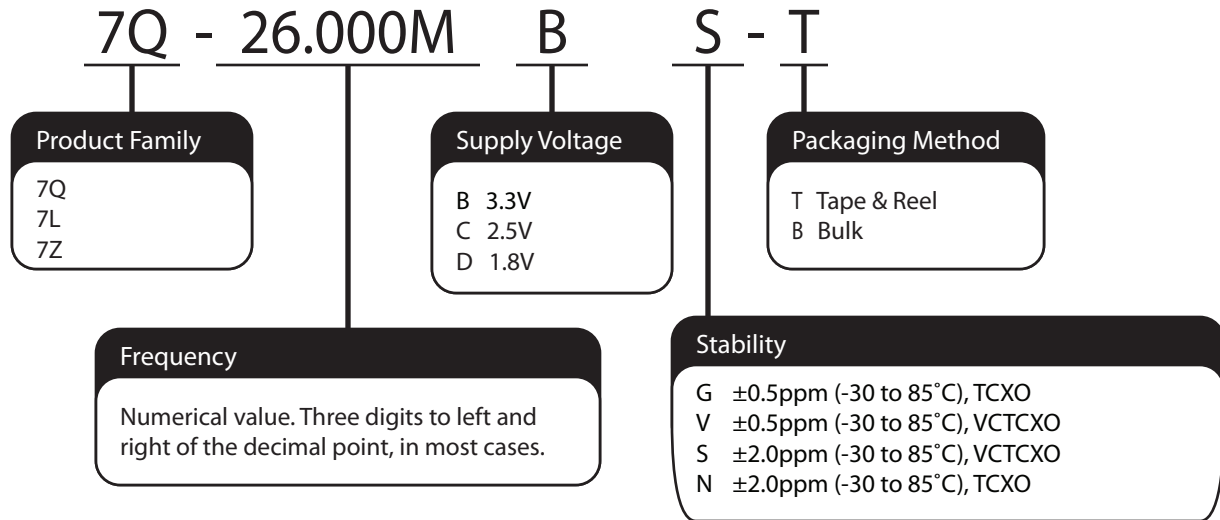 7Q - 26.000M B S - T
Product Family
7Q
7L
7Z
Supply Voltage
B 3.3V
C 2.5V
D 1.8V
Packaging Method
T Tape & Reel
B Bulk
Frequency
Numerical value. Three digits to left and
right of the decimal point, in most cases.
Stability
G ±0.5ppm (-30 to 85˚C), TCXO
V ±0.5ppm (-30 to 85˚C), VCTCXO
S ±2.0ppm (-30 to 85˚C), VCTCXO
N ±2.0ppm (-30 to 85˚C), TCXO